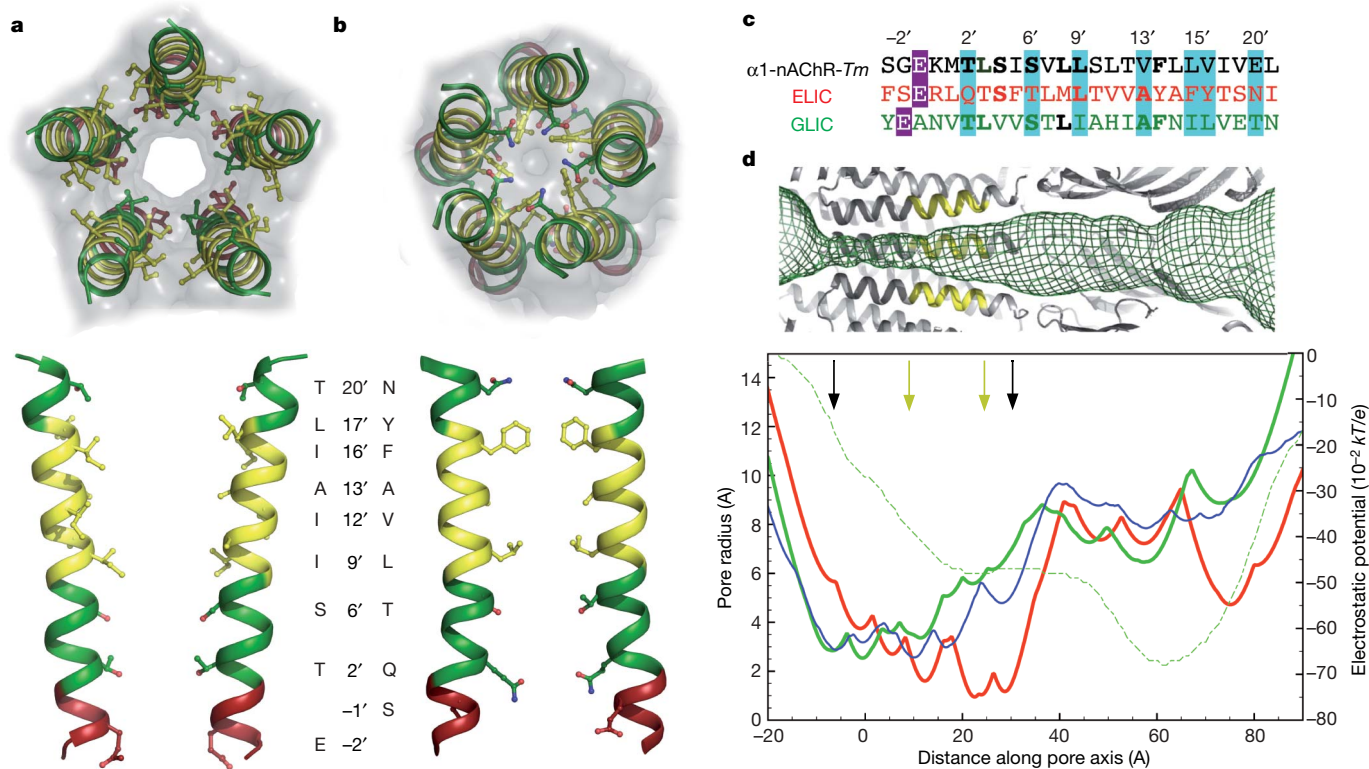 a
b
c
–2′ 2′ 6′ 9′ 13′ 15′ 20′
α1-nAChR-Tm SGEKMTLSISVLLSLTVFLLVIVEL
ELIC FSERLQTSFTLMLTVVAYAFYTSNI
GLIC YEANVTLVVSTLIAHIAFNILVETN
d
T 20′ N
L 17′ Y
I 16′ F
A 13′ A
I 12′ V
I 9′ L
S 6′ T
T 2′ Q
–1′ S
E –2′
14
12
10
8
6
4
2
0
Pore radius (A)
–20 0 20 40 60 80
Distance along pore axis (A)
0
–10
–20
–30
–40
–50
–60
–70
–80
Electrostatic potential (10⁻² kT/e)